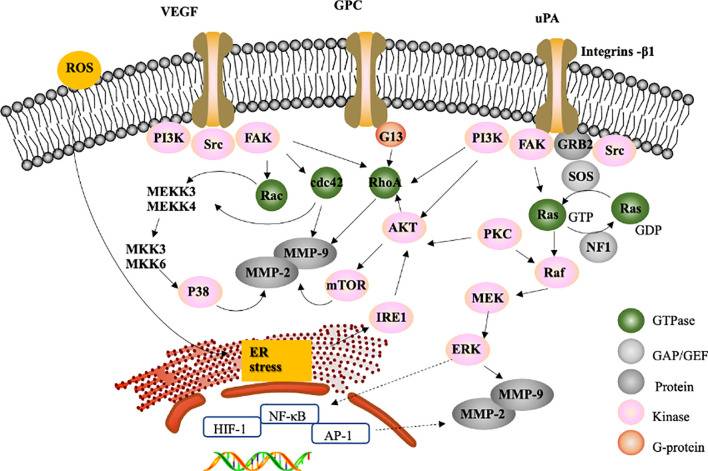 VEGF
GPC
uPA
Integrins -β1
ROS
PI3K
Src
FAK
G13
PI3K
FAK
GRB2
Src
SOS
MEKK3
MEKK4
Rac
cdc42
RhoA
Ras
GTP
Ras
GDP
NF1
AKT
PKC
MKK3
MKK6
MMP-9
MMP-2
Raf
P38
mTOR
MEK
IRE1
ERK
ER
stress
MMP-9
MMP-2
HIF-1
NF-κB
AP-1
GTPase
GAP/GEF
Protein
Kinase
G-protein